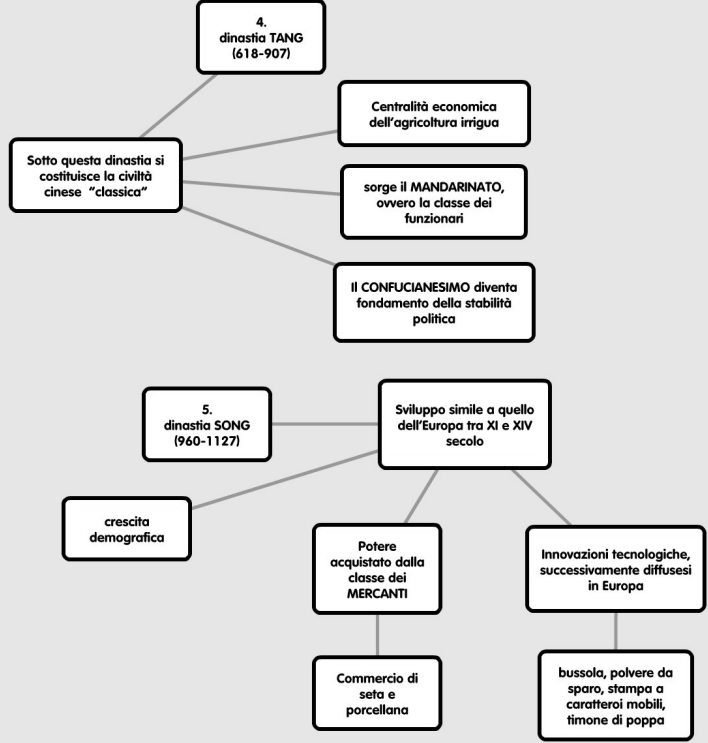 4.
dinastia TANG
(618-907)
Centralità economica
dell'agricoltura irrigua
Sotto questa dinastia si
costituisce la civiltà
cinese "classica"
sorge il MANDARINATO,
ovvero la classe dei
funzionari
Il CONFUCIANESIMO diventa
fondamento della stabilità
politica
5.
dinastia SONG
(960-1127)
Sviluppo simile a quello
dell'Europa tra XI e XIV
secolo
crescita
demografica
Potere
acquistato dalla
classe dei
MERCANTI
Innovazioni tecnologiche,
successivamente diffusesi
in Europa
Commercio di
seta e
porcellana
bussola, polvere da
sparo, stampa a
caratteroi mobili,
timone di poppa